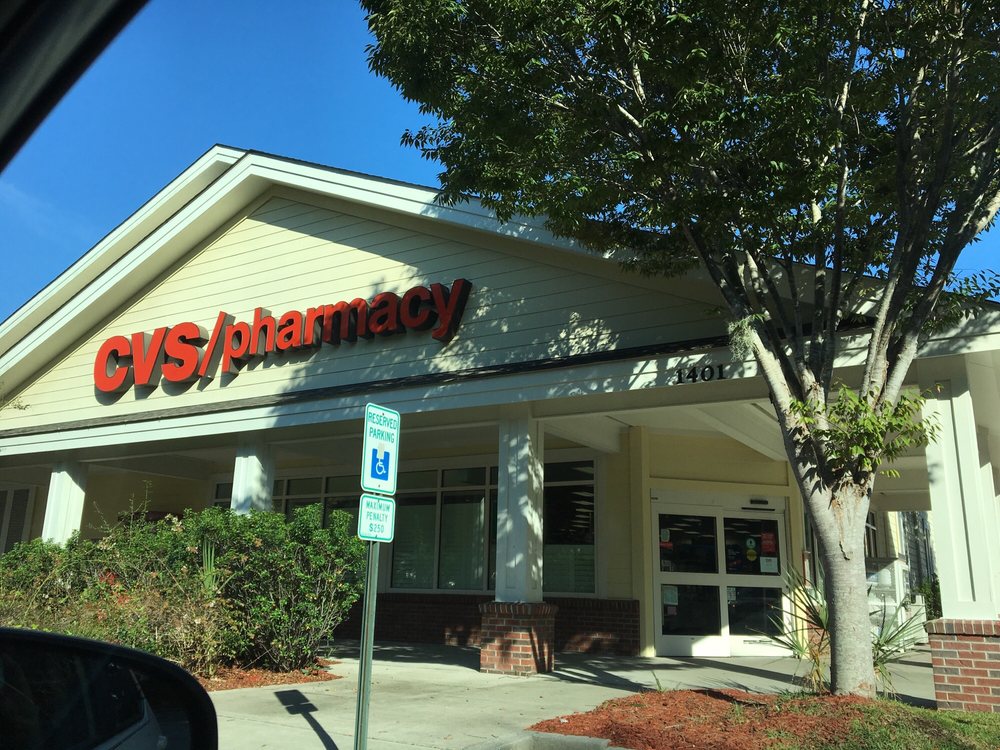 CVS/pharmacy
1401
RESERVED
PARKING
MAXIMUM
PENALTY
$250